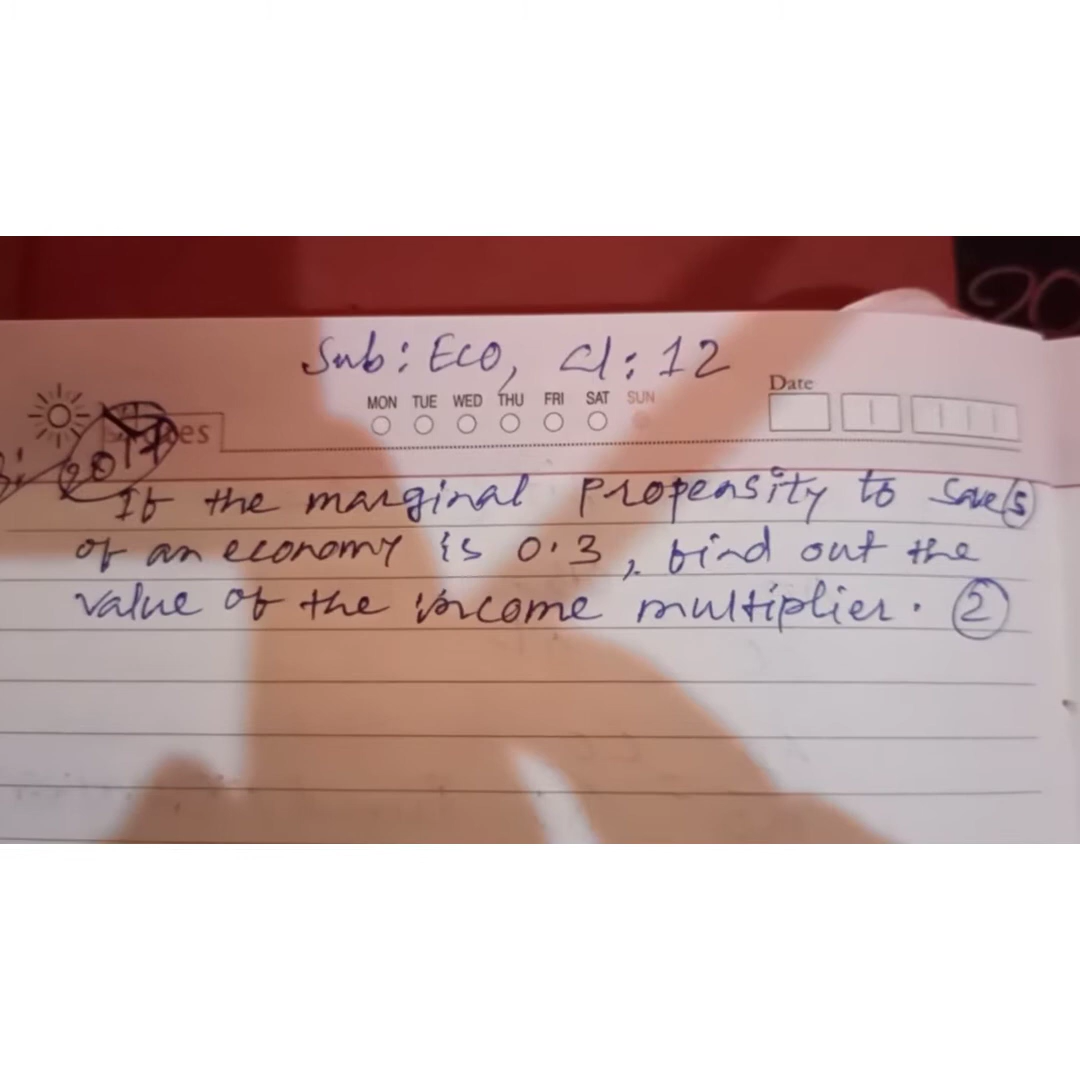 20
Sub: Eco, Cl: 12
Date
MON TUE WED THU FRI SAT SUN
2017
If the marginal propensity to save(s)
of an economy is 0.3, find out the
value of the income multiplier. 2